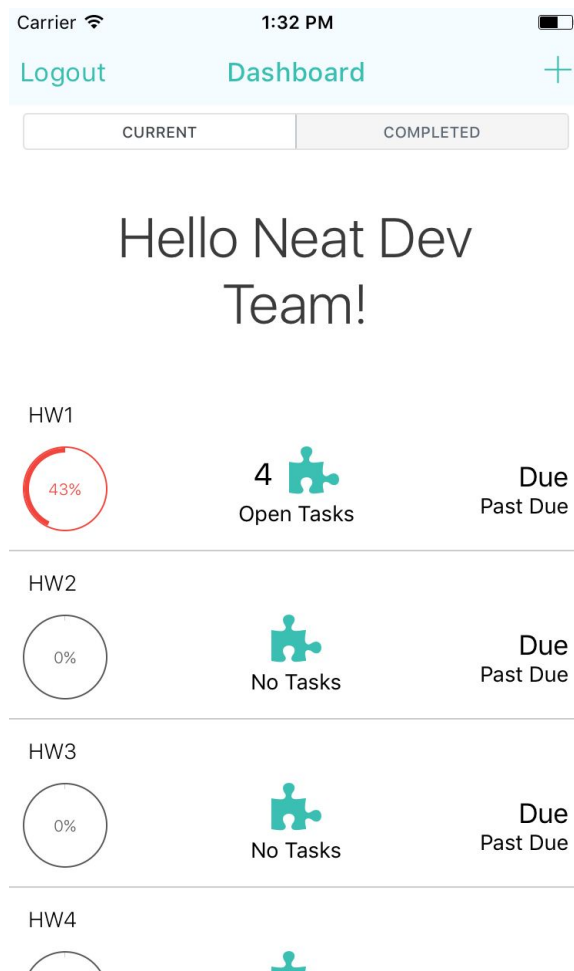 Carrier 1:32 PM
Logout Dashboard
CURRENT COMPLETED
Hello Neat Dev
Team!
HW1
43% 4 Due
Open Tasks Past Due
HW2
0% Due
No Tasks Past Due
HW3
0% Due
No Tasks Past Due
HW4